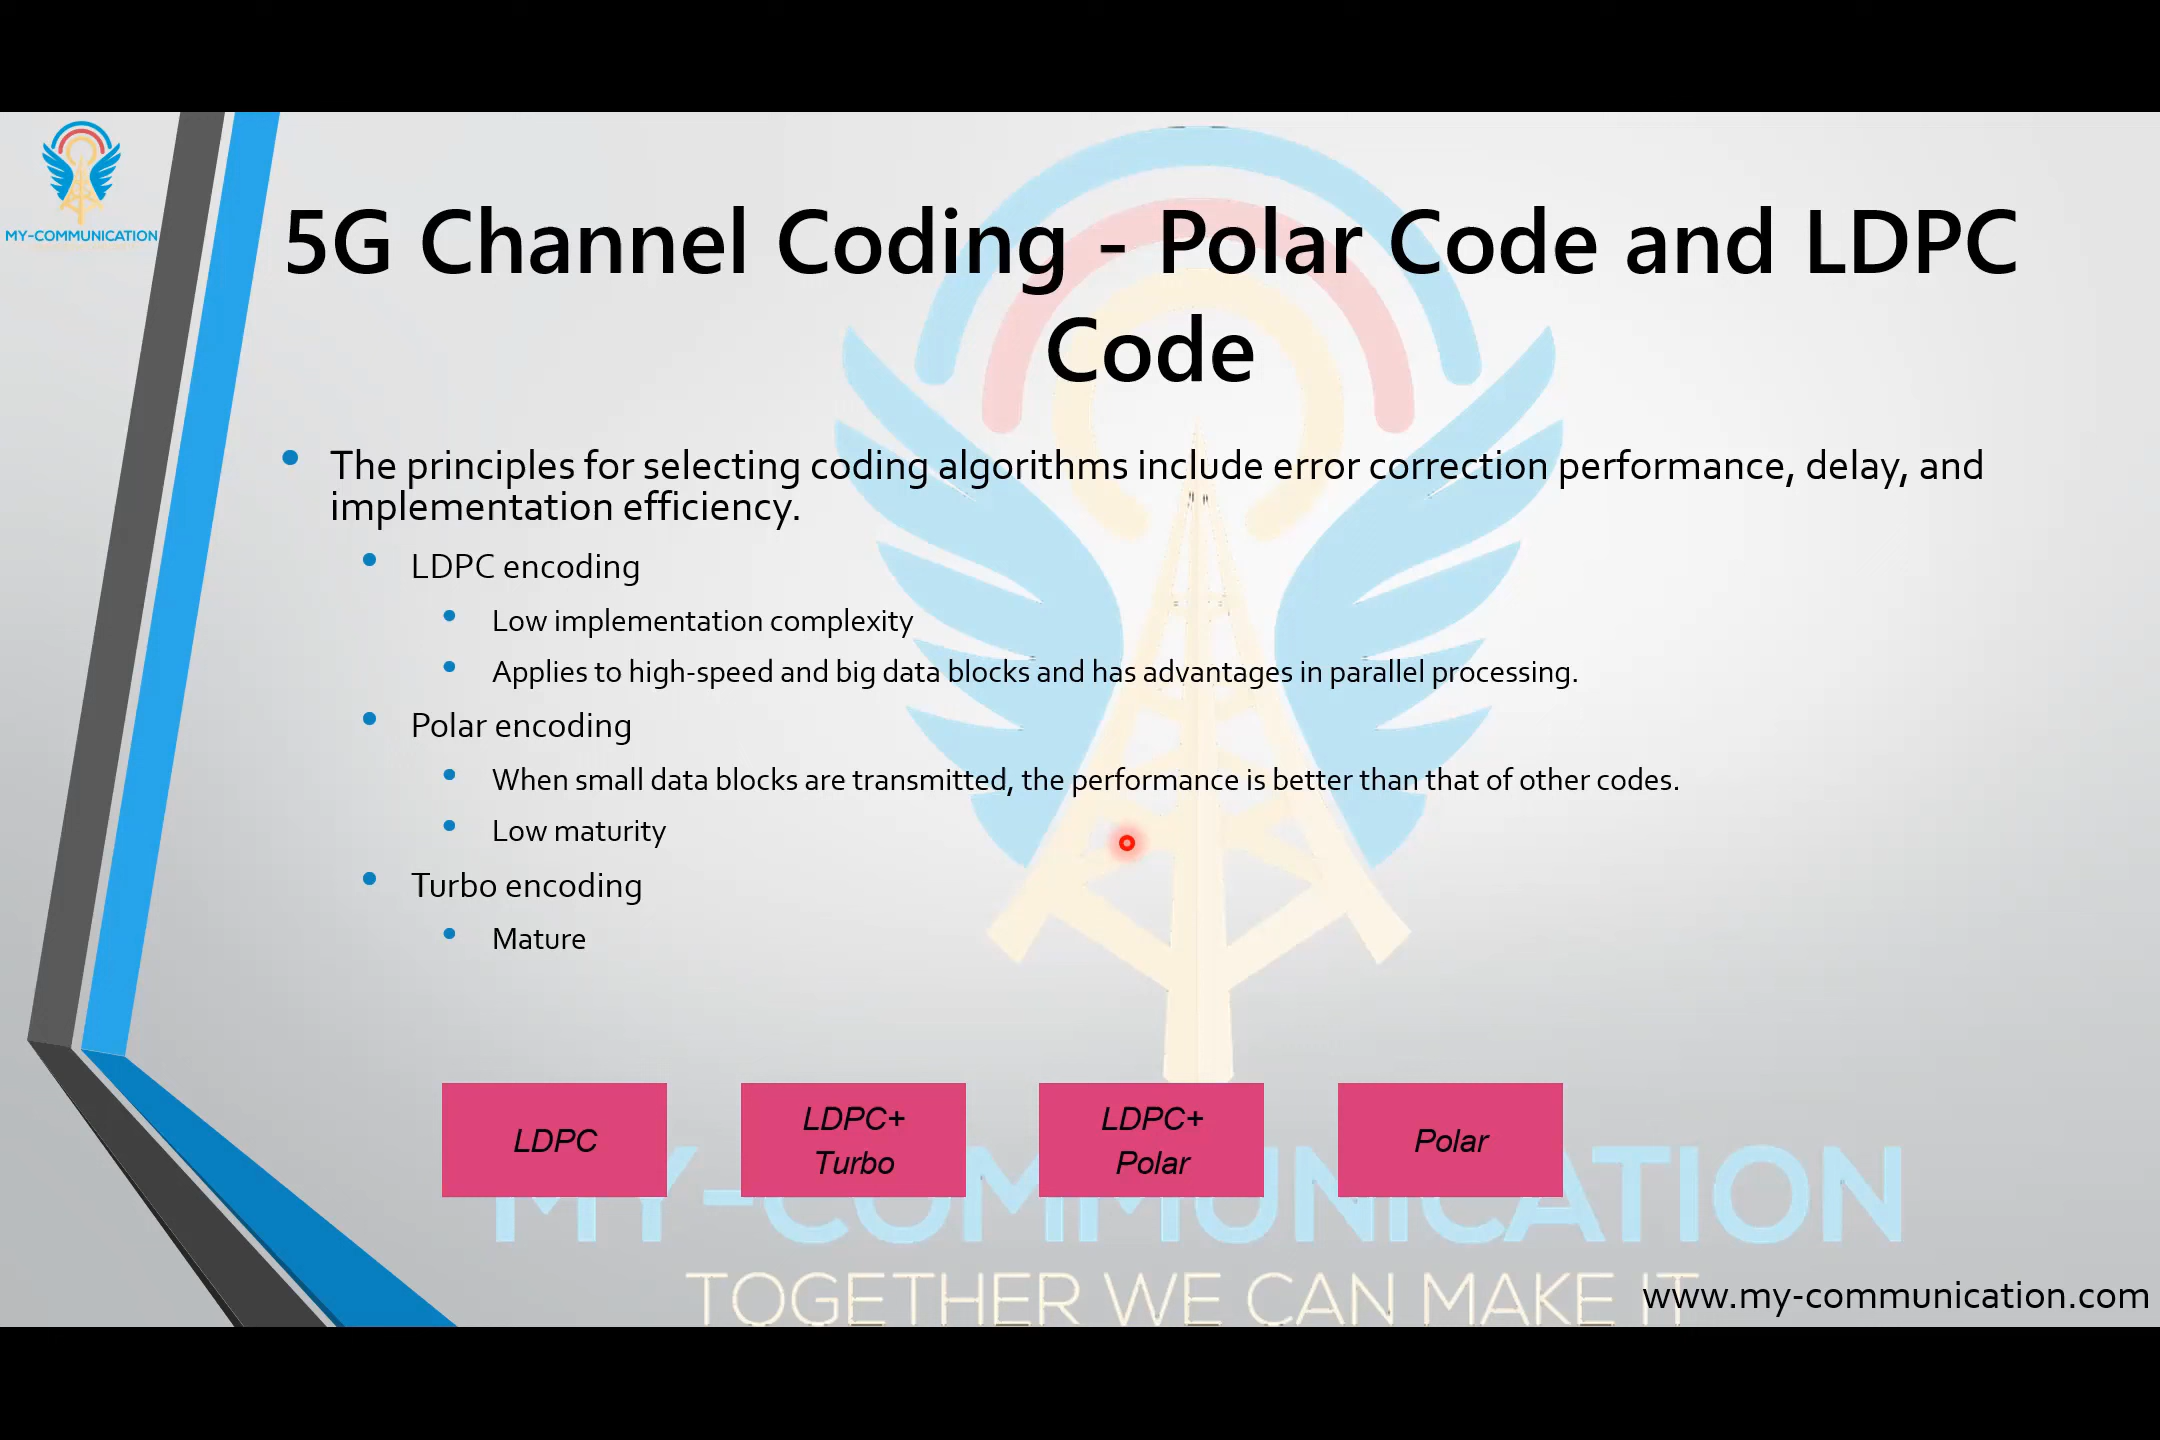 MY-COMMUNICATION
5G Channel Coding - Polar Code and LDPC
Code
The principles for selecting coding algorithms include error correction performance, delay, and
implementation efficiency.
LDPC encoding
Low implementation complexity
Applies to high-speed and big data blocks and has advantages in parallel processing.
Polar encoding
When small data blocks are transmitted, the performance is better than that of other codes.
Low maturity
Turbo encoding
Mature
LDPC
LDPC+
Turbo
LDPC+
Polar
Polar
MY-COMMUNICATION
TOGETHER WE CAN MAKE IT
www.my-communication.com